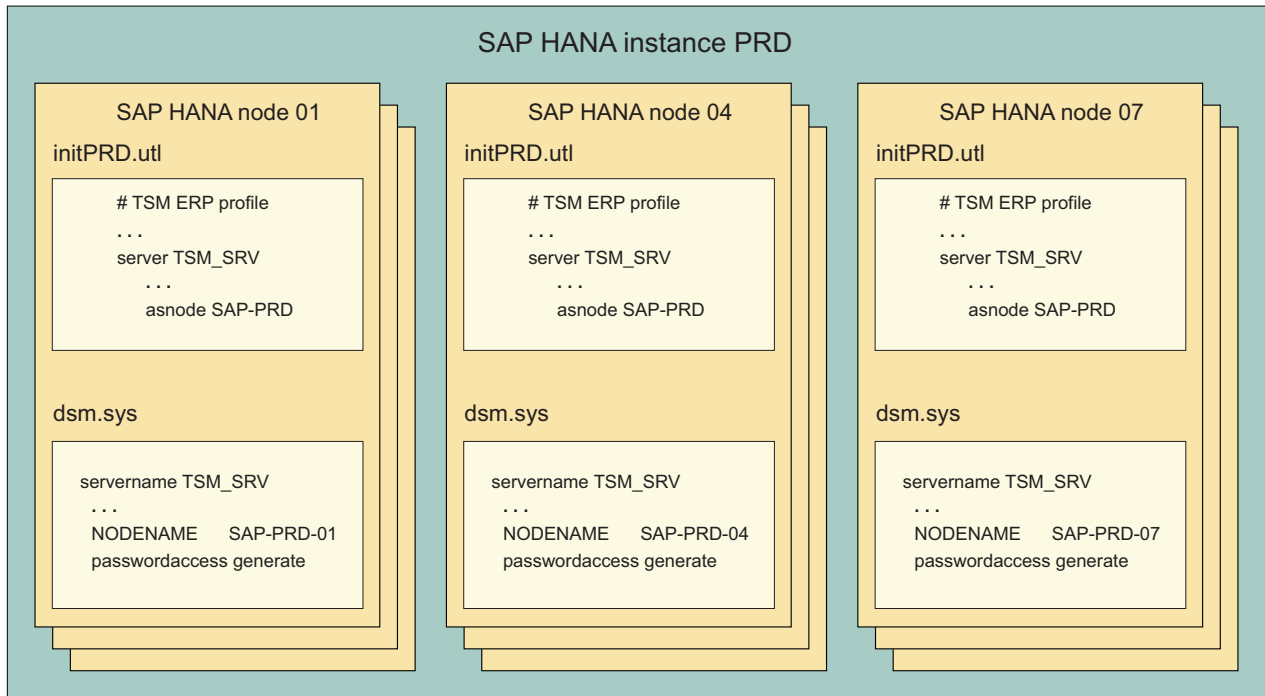 SAP HANA instance PRD
SAP HANA node 01
initPRD.utl
# TSM ERP profile
. . .
server TSM_SRV
. . .
asnode SAP-PRD
dsm.sys
servername TSM_SRV
. . .
NODENAME SAP-PRD-01
passwordaccess generate
SAP HANA node 04
initPRD.utl
# TSM ERP profile
. . .
server TSM_SRV
. . .
asnode SAP-PRD
dsm.sys
servername TSM_SRV
. . .
NODENAME SAP-PRD-04
passwordaccess generate
SAP HANA node 07
initPRD.utl
# TSM ERP profile
. . .
server TSM_SRV
. . .
asnode SAP-PRD
dsm.sys
servername TSM_SRV
. . .
NODENAME SAP-PRD-07
passwordaccess generate